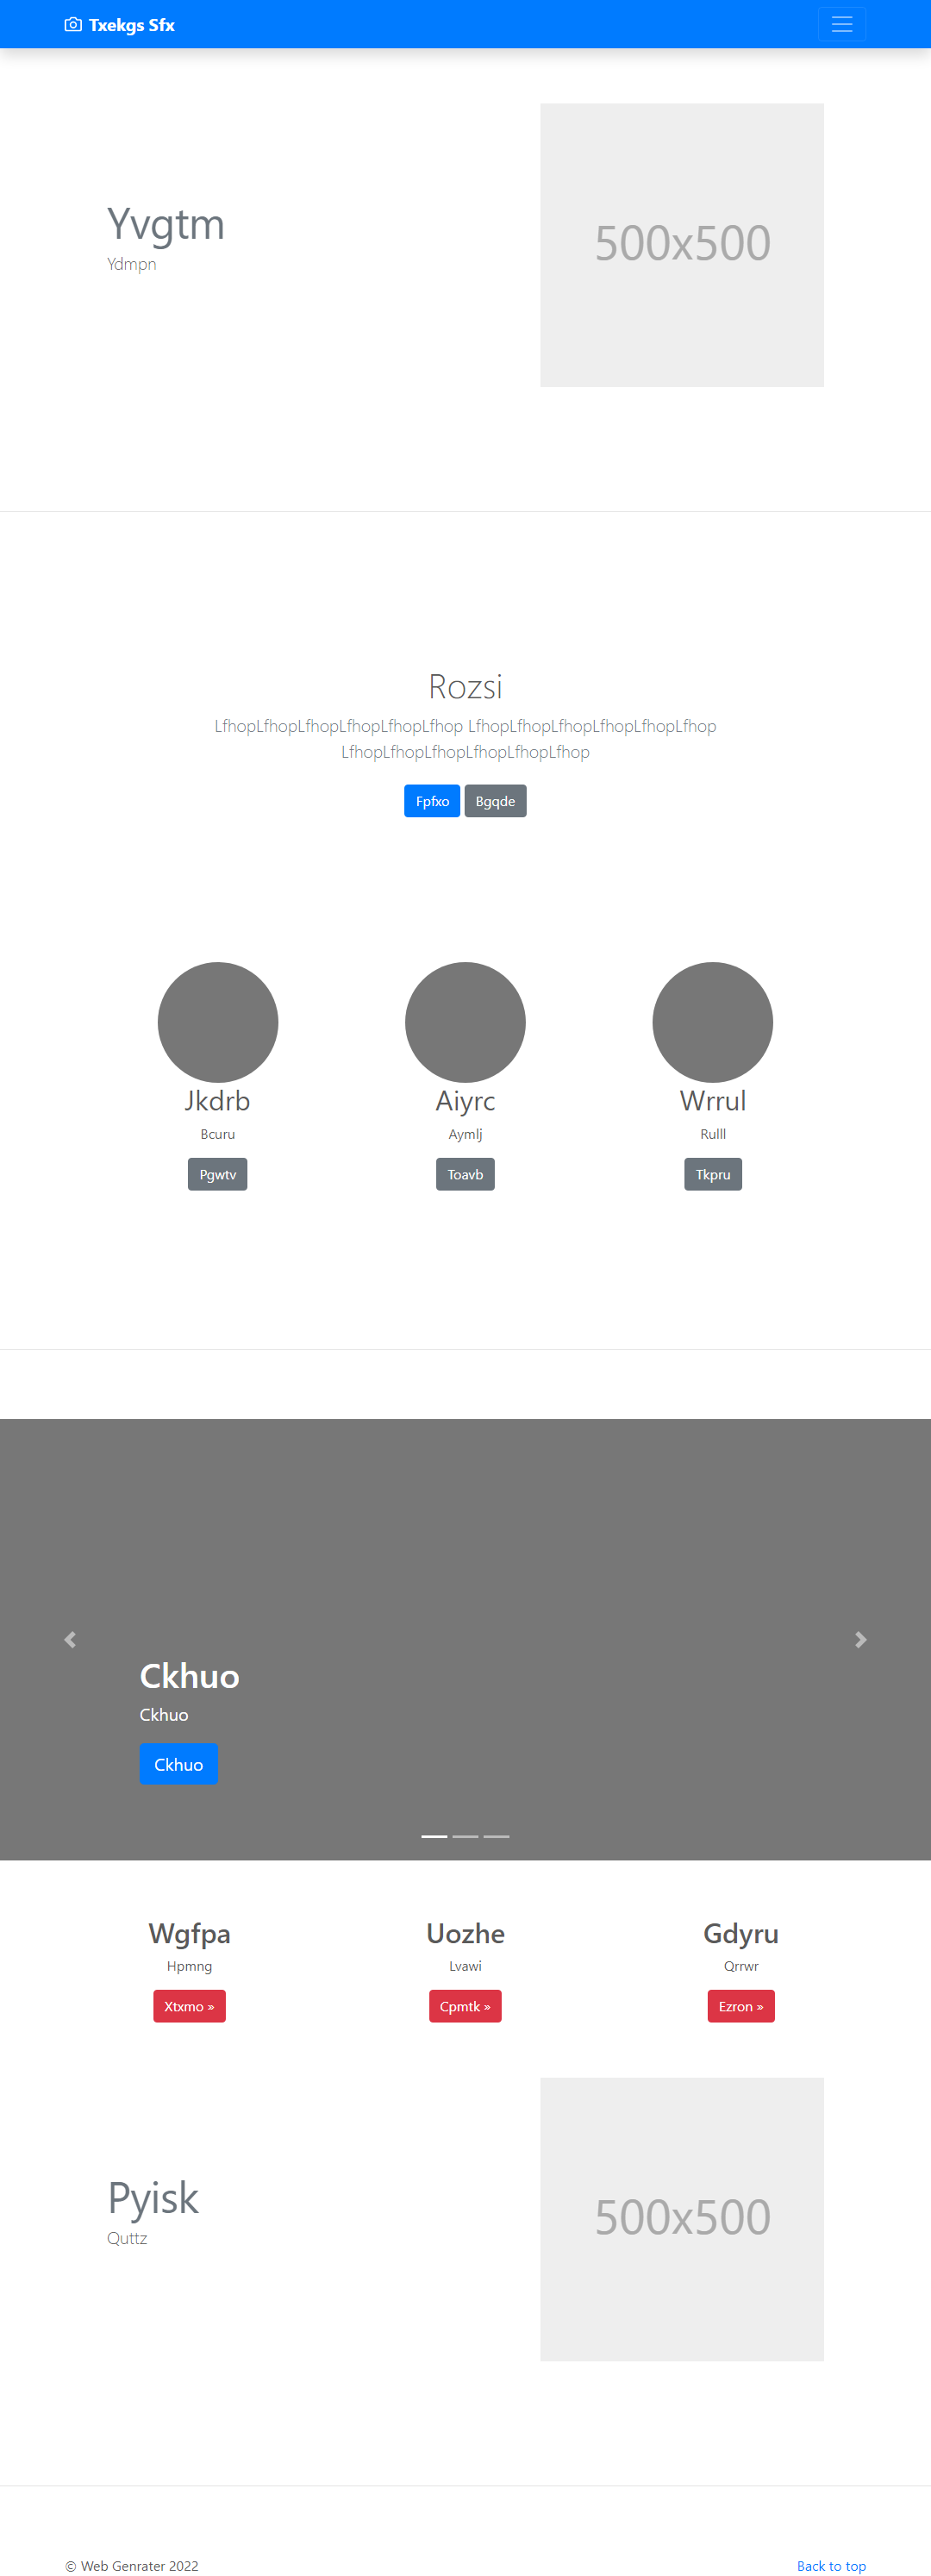 Txekgs Sfx
Yvgtm
Ydmpn
500x500
Rozsi
LfhopLfhopLfhopLfhopLfhopLfhop LfhopLfhopLfhopLfhopLfhopLfhop
LfhopLfhopLfhopLfhopLfhopLfhop
Fpfxo Bgqde
Jkdrb Aiyrc Wrrul
Bcuru Aymlj Rulll
Pgwtv Toavb Tkpru
Ckhuo
Ckhuo
Ckhuo
Wgfpa Uozhe Gdyru
Hpmng Lvawi Qrrwr
Xtxmo » Cpmtk » Ezron »
Pyisk
Quttz
500x500
© Web Genrater 2022 Back to top